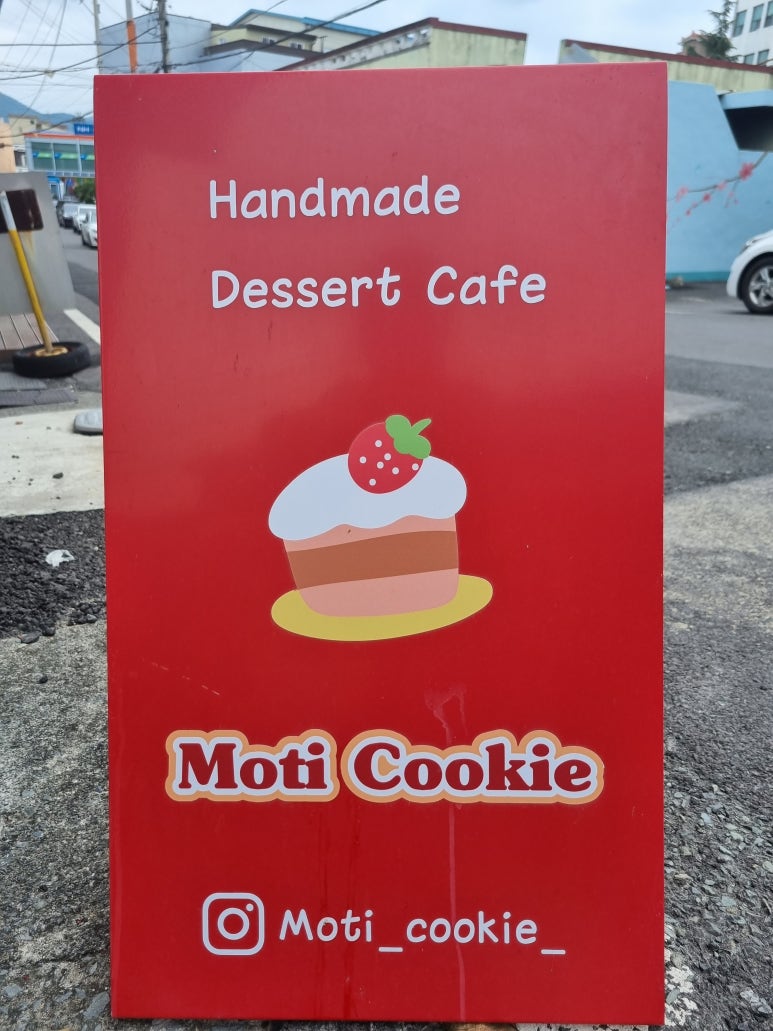 Handmade
Dessert Cafe
Moti Cookie
Moti_cookie_